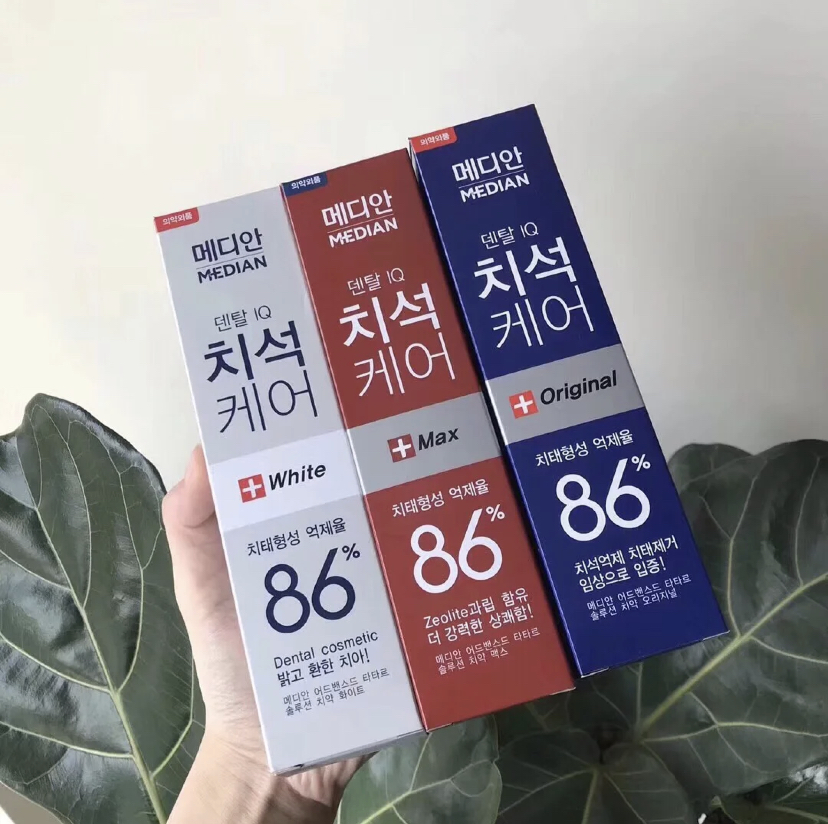 의약외품
메디안
MEDIAN
덴탈 IQ
치석
케어
White
치태형성 억제율
86%
Dental cosmetic
밝고 환한 치아!
메디안 어드밴스드 타타르
솔루션 치약 화이트
의약외품
메디안
MEDIAN
덴탈 IQ
치석
케어
Max
치태형성 억제율
86%
Zeolite과립 함유
더 강력한 상쾌함!
메디안 어드밴스드 타타르
솔루션 치약 맥스
의약외품
메디안
MEDIAN
덴탈 IQ
치석
케어
Original
치태형성 억제율
86%
치석억제 치태제거
임상으로 입증!
메디안 어드밴스드 타타르
솔루션 치약 오리지널